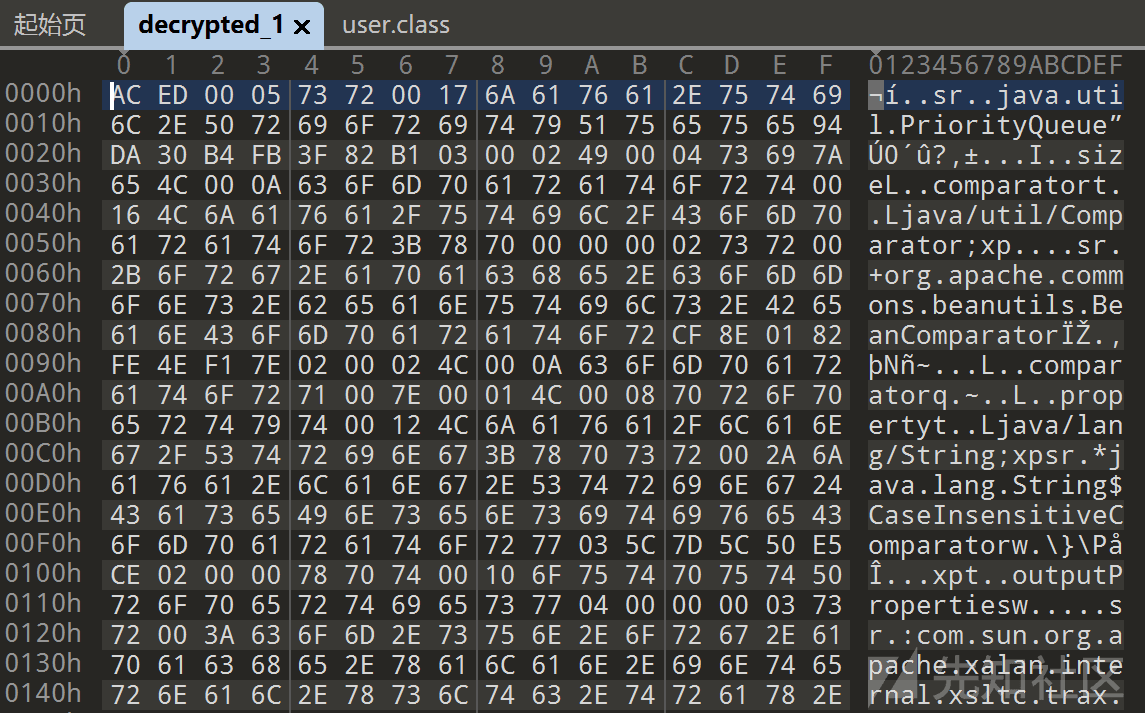 起始页 decrypted_1 × user.class
0 1 2 3 4 5 6 7 8 9 A B C D E F 0123456789ABCDEF
0000h AC ED 00 05 73 72 00 17 6A 61 76 61 2E 75 74 69 ¬í..sr..java.uti
0010h 6C 2E 50 72 69 6F 72 69 74 79 51 75 65 75 65 94 l.PriorityQueue”
0020h DA 30 B4 FB 3F 82 B1 03 00 02 49 00 04 73 69 7A Ú0´û?‚±...I..siz
0030h 65 4C 00 0A 63 6F 6D 70 61 72 61 74 6F 72 74 00 eL..comparatort.
0040h 16 4C 6A 61 76 61 2F 75 74 69 6C 2F 43 6F 6D 70 .Ljava/util/Comp
0050h 61 72 61 74 6F 72 3B 78 70 00 00 00 02 73 72 00 arator;xp....sr.
0060h 2B 6F 72 67 2E 61 70 61 63 68 65 2E 63 6F 6D 6D +org.apache.comm
0070h 6F 6E 73 2E 62 65 61 6E 75 74 69 6C 73 2E 42 65 ons.beanutils.Be
0080h 61 6E 43 6F 6D 70 61 72 61 74 6F 72 CF 8E 01 82 anComparatorÏŽ.‚
0090h FE 4E F1 7E 02 00 02 4C 00 0A 63 6F 6D 70 61 72 þNñ~...L..compar
00A0h 61 74 6F 72 71 00 7E 00 01 4C 00 08 70 72 6F 70 atorq.~..L..prop
00B0h 65 72 74 79 74 00 12 4C 6A 61 76 61 2F 6C 61 6E ertyt..Ljava/lan
00C0h 67 2F 53 74 72 69 6E 67 3B 78 70 73 72 00 2A 6A g/String;xpsr.*j
00D0h 61 76 61 2E 6C 61 6E 67 2E 53 74 72 69 6E 67 24 ava.lang.String$
00E0h 43 61 73 65 49 6E 73 65 6E 73 69 74 69 76 65 43 CaseInsensitiveC
00F0h 6F 6D 70 61 72 61 74 6F 72 77 03 5C 7D 5C 50 E5 omparatorw.\}\På
0100h CE 02 00 00 78 70 74 00 10 6F 75 74 70 75 74 50 Î...xpt..outputP
0110h 72 6F 70 65 72 74 69 65 73 77 04 00 00 00 03 73 ropertiesw.....s
0120h 72 00 3A 63 6F 6D 2E 73 75 6E 2E 6F 72 67 2E 61 r.:com.sun.org.a
0130h 70 61 63 68 65 2E 78 61 6C 61 6E 2E 69 6E 74 65 pache.xalan.inte
0140h 72 6E 61 6C 2E 78 73 6C 74 63 2E 74 72 61 78 2E rnal.xsltc.trax.
先知社区